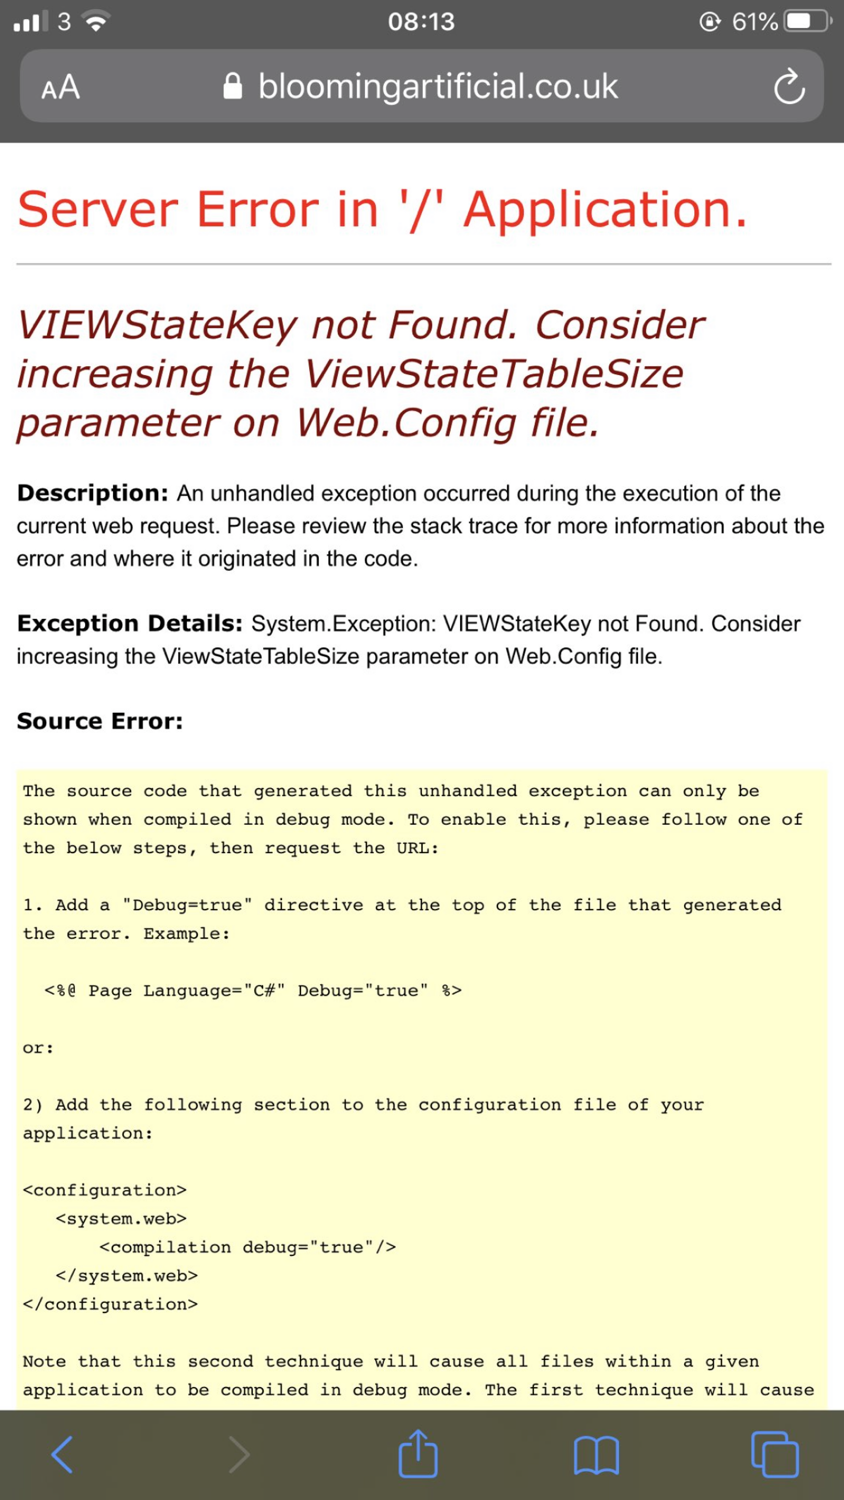 3
08:13
61%
AA
bloomingartificial.co.uk
Server Error in '/' Application.
VIEWStateKey not Found. Consider
increasing the ViewStateTableSize
parameter on Web.Config file.
Description: An unhandled exception occurred during the execution of the
current web request. Please review the stack trace for more information about the
error and where it originated in the code.
Exception Details: System.Exception: VIEWStateKey not Found. Consider
increasing the ViewStateTableSize parameter on Web.Config file.
Source Error:
The source code that generated this unhandled exception can only be
shown when compiled in debug mode. To enable this, please follow one of
the below steps, then request the URL:
1. Add a "Debug=true" directive at the top of the file that generated
the error. Example:
<%@ Page Language="C#" Debug="true" %>
or:
2) Add the following section to the configuration file of your
application:
<configuration>
<system.web>
<compilation debug="true"/>
</system.web>
</configuration>
Note that this second technique will cause all files within a given
application to be compiled in debug mode. The first technique will cause